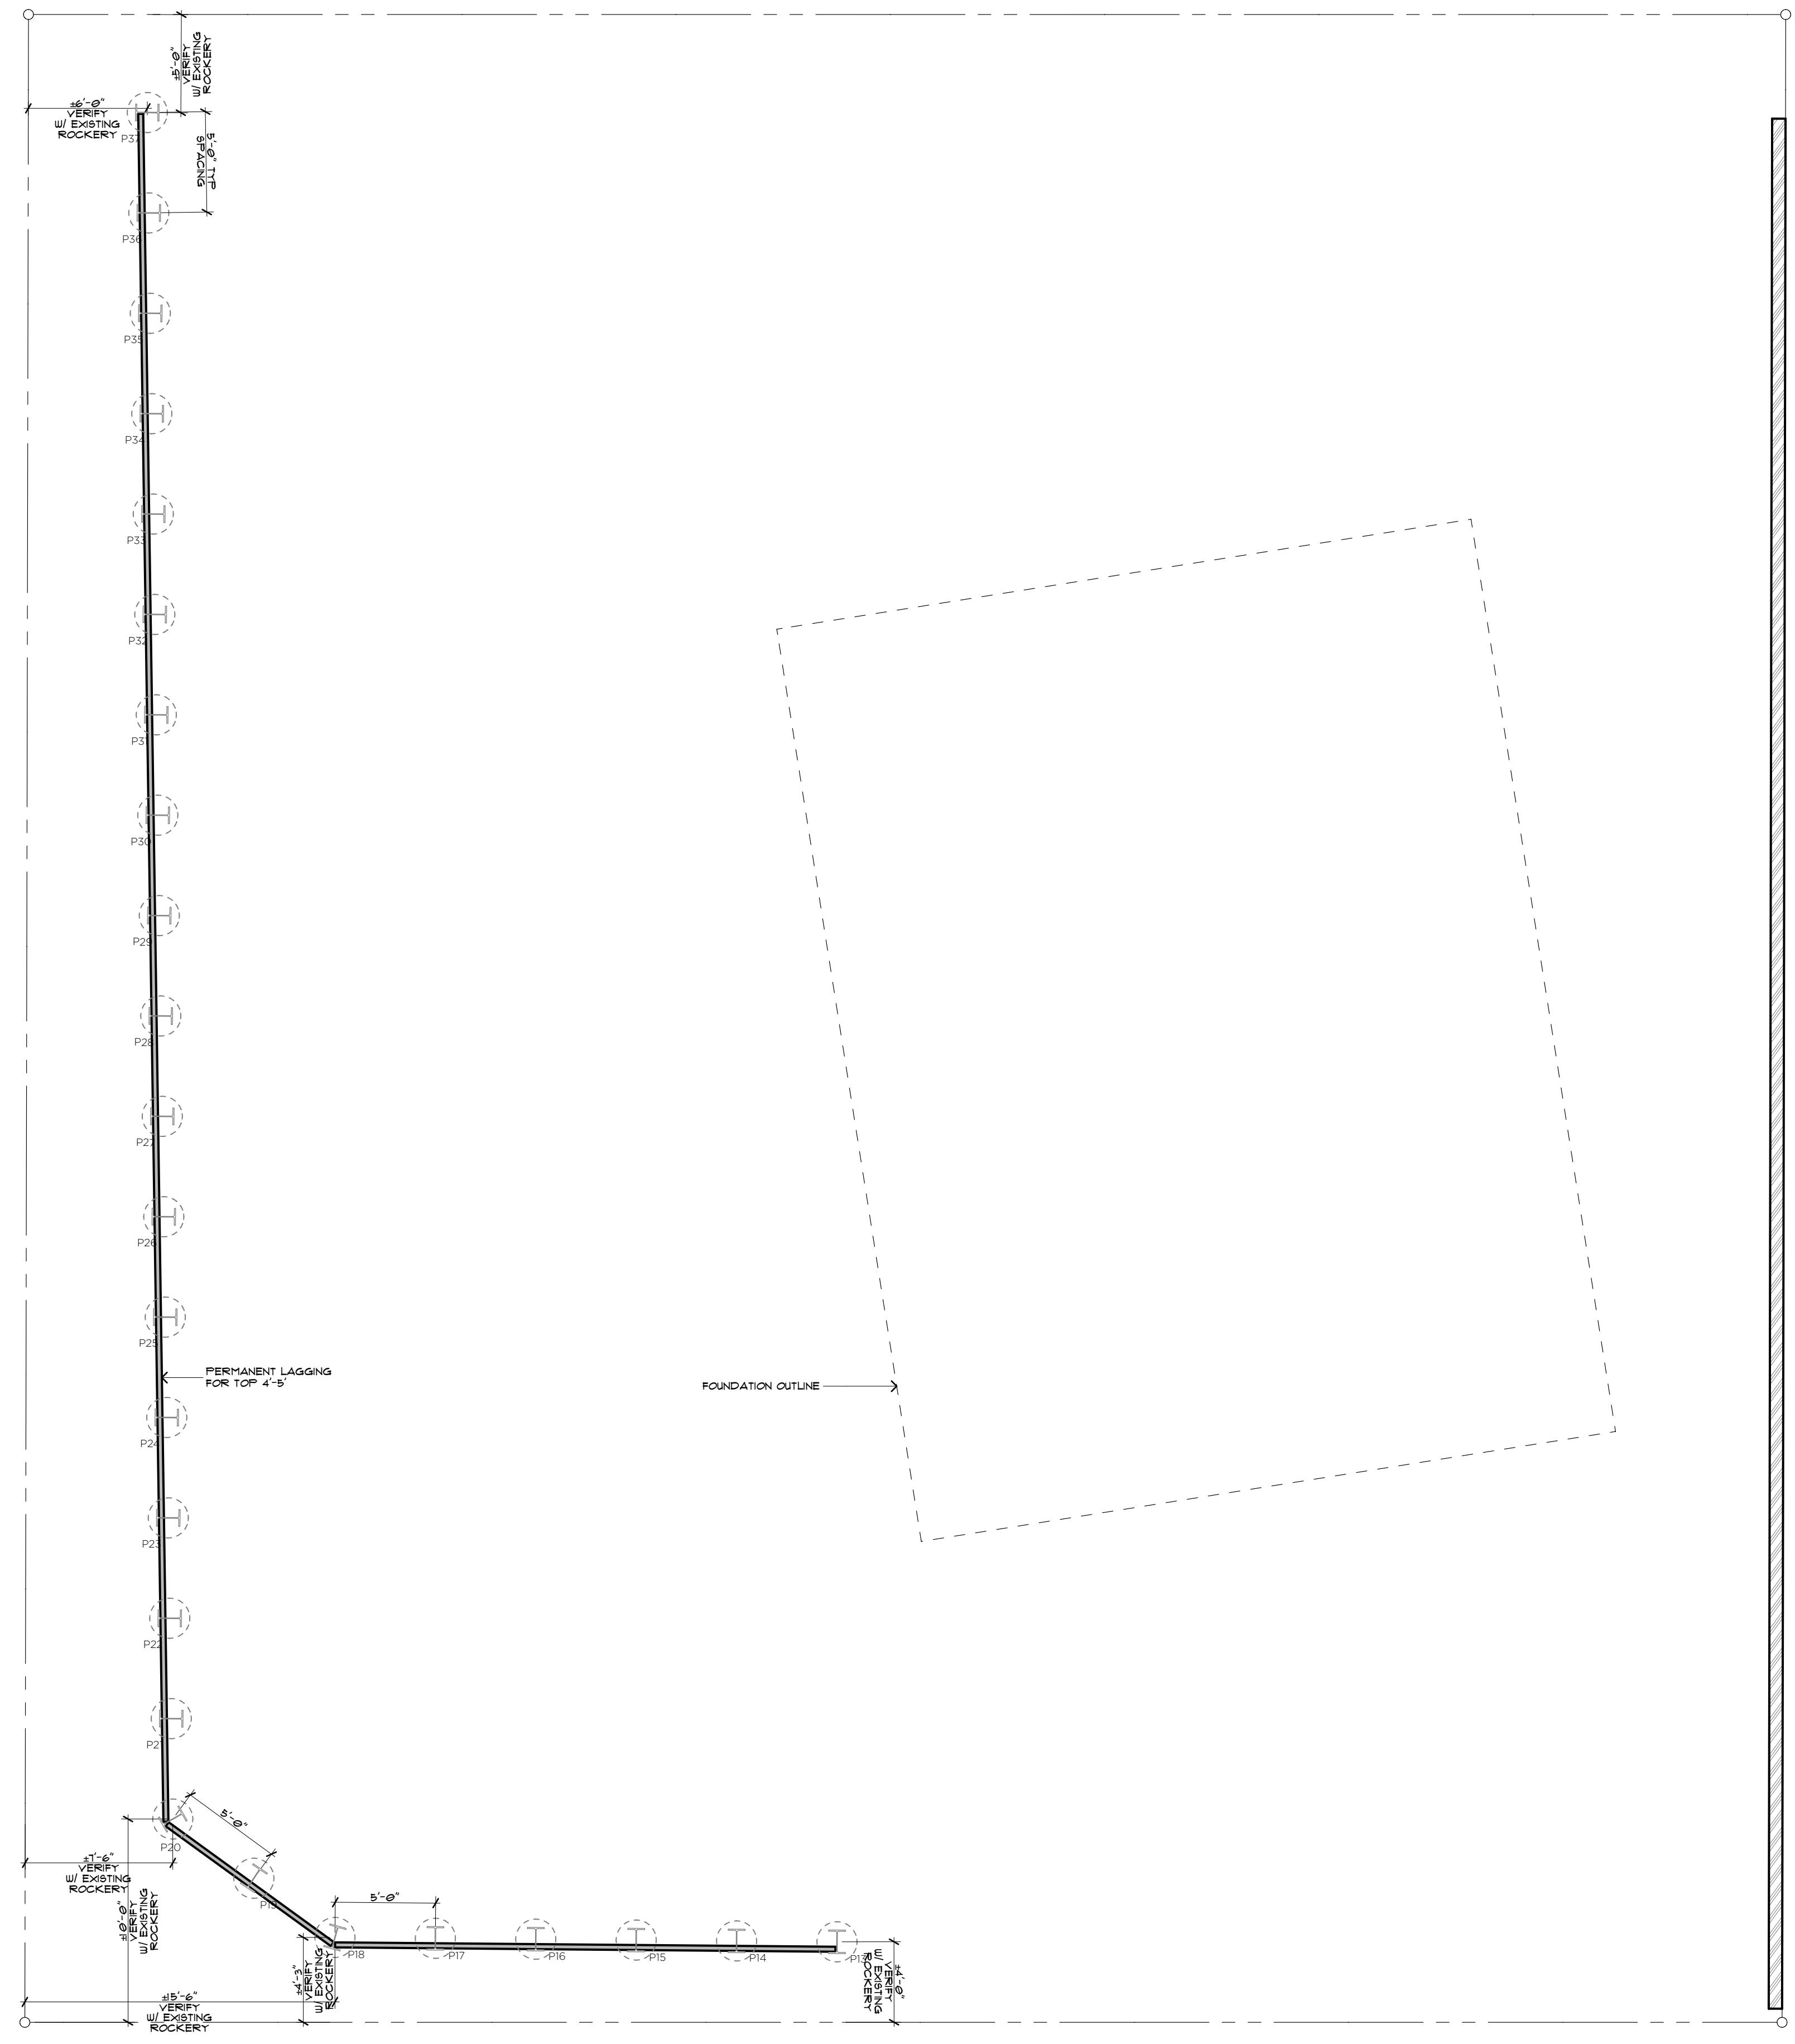 ±5'-0"
VERIFY
W/ EXISTING
ROCKERY
±6'-0"
VERIFY
W/ EXISTING
ROCKERY
P37
5'-0" TYP
SPACING
P36
P35
P34
P33
P32
P31
P30
P29
P28
P27
P26
P25
PERMANENT LAGGING
FOR TOP 4'-5'
FOUNDATION OUTLINE
P24
P23
P22
P21
5'-0"
P20
±7'-6"
VERIFY
W/ EXISTING
ROCKERY
±10'-0"
VERIFY
W/ EXISTING
ROCKERY
P19
5'-0"
P18
P17
P16
P15
P14
P13
±4'-3"
VERIFY
W/ EXISTING
ROCKERY
±4'-0"
VERIFY
W/ EXISTING
ROCKERY
±15'-6"
VERIFY
W/ EXISTING
ROCKERY